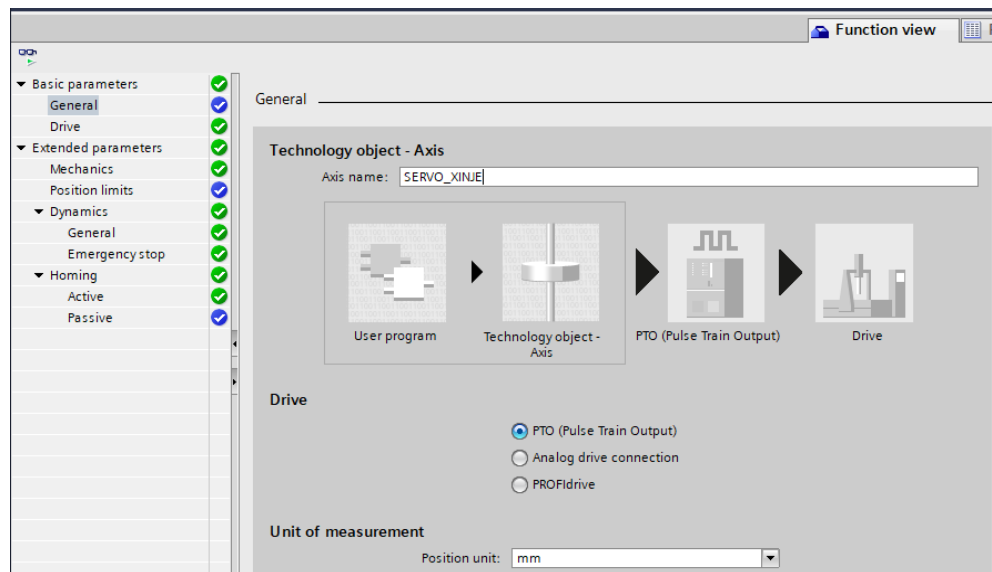 Function view
Basic parameters
General
Drive
Extended parameters
Mechanics
Position limits
Dynamics
General
Emergency stop
Homing
Active
Passive
General
Technology object - Axis
Axis name: SERVO_XINJE
User program
Technology object -
Axis
PTO (Pulse Train Output)
Drive
Drive
PTO (Pulse Train Output)
Analog drive connection
PROFIdrive
Unit of measurement
Position unit: mm